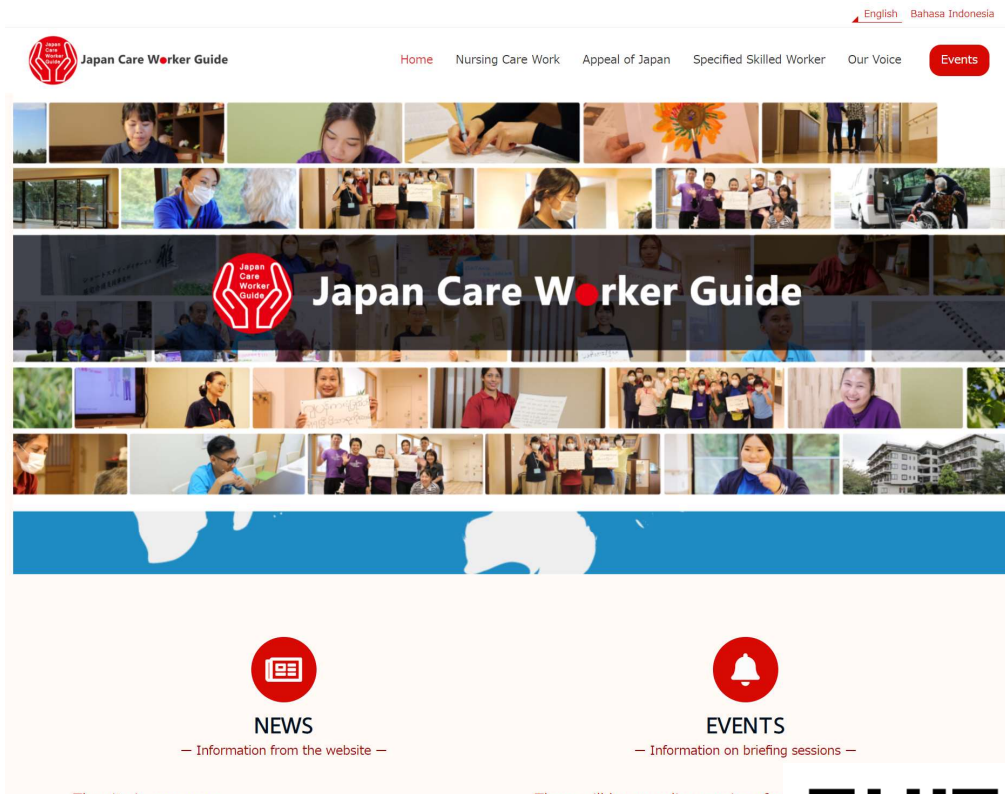 English Bahasa Indonesia
Japan Care Worker Guide
Japan Care Worker Guide
Home Nursing Care Work Appeal of Japan Specified Skilled Worker Our Voice Events
Japan Care Worker Guide
Japan Care Worker Guide
NEWS
— Information from the website —
EVENTS
— Information on briefing sessions —